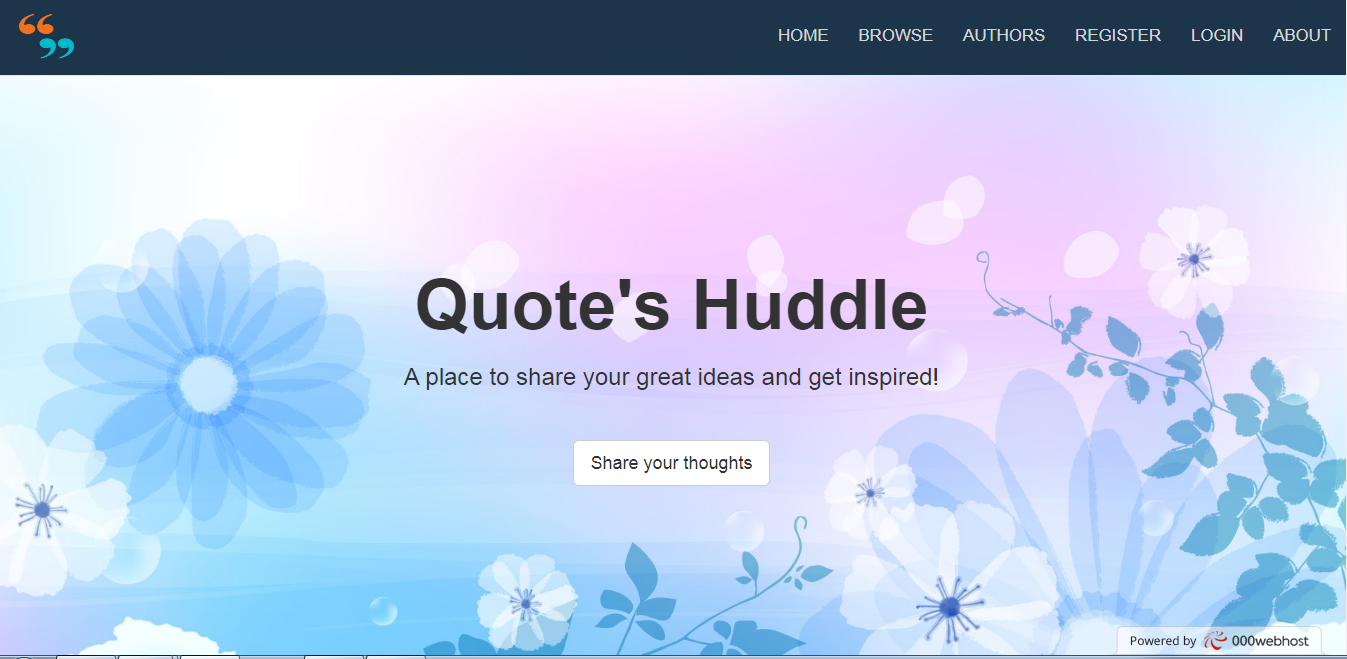 HOME BROWSE AUTHORS REGISTER LOGIN ABOUT
Quote's Huddle
A place to share your great ideas and get inspired!
Share your thoughts
Powered by 000webhost